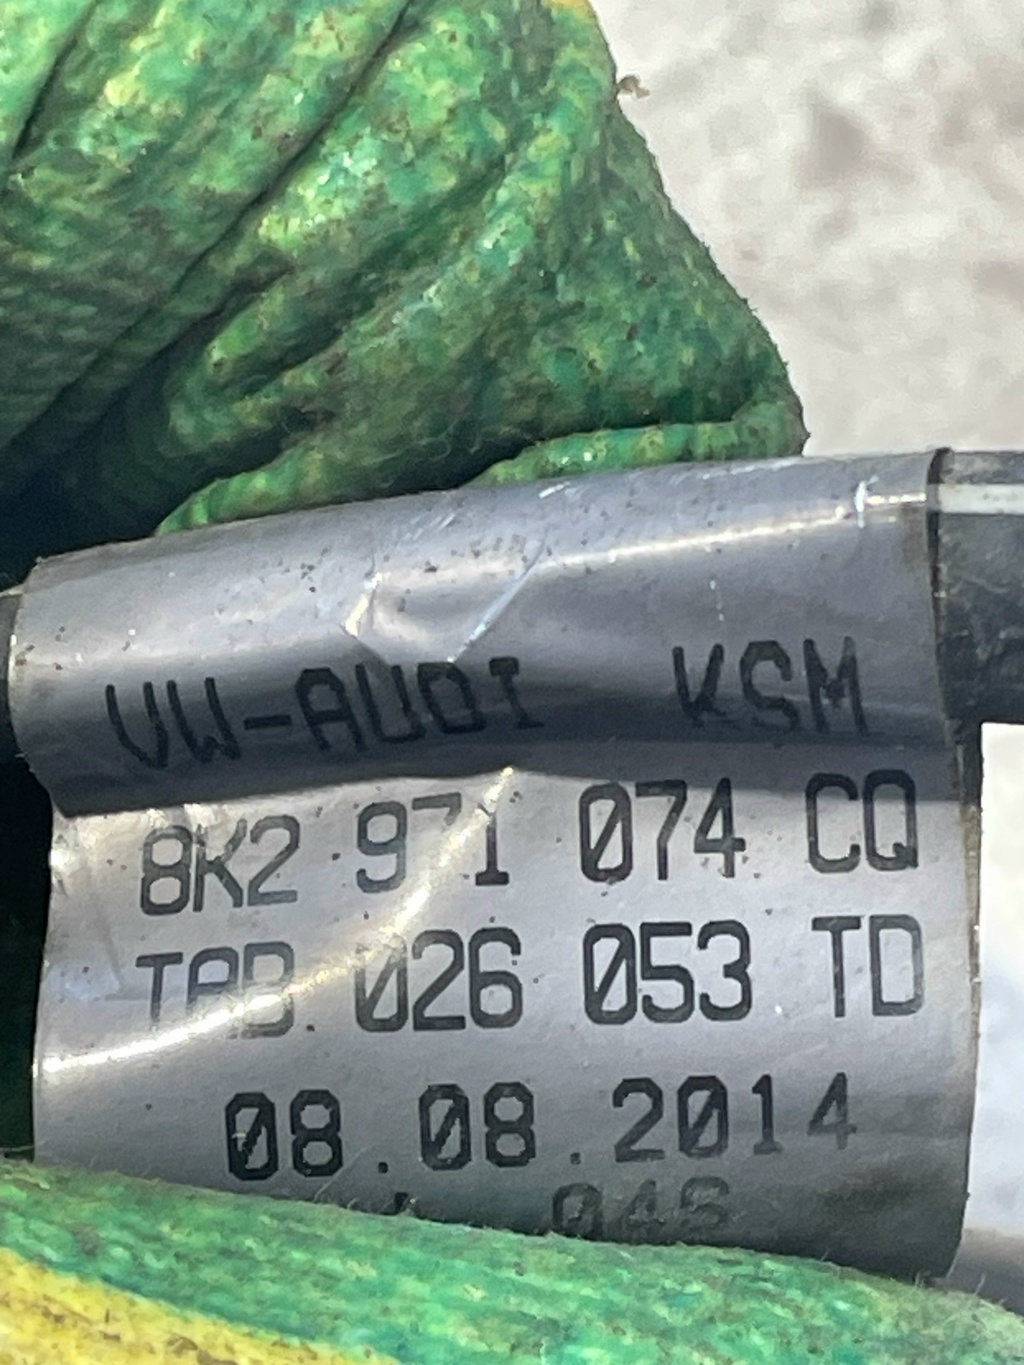 VW-AUDI KSM
8K2 971 074 CQ
TAB 026 053 TD
08.08.2014